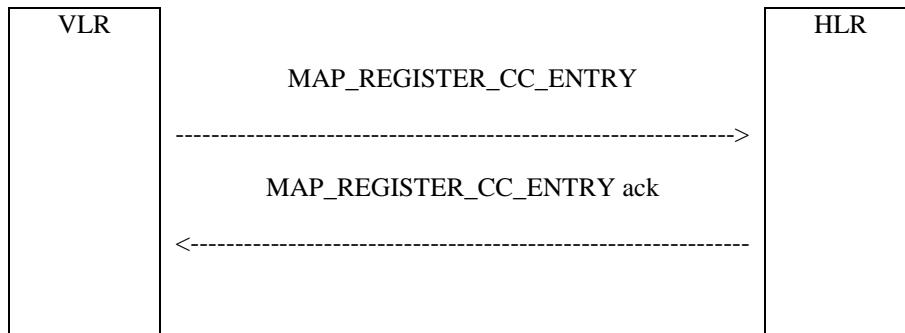 VLR
HLR
MAP_REGISTER_CC_ENTRY
MAP_REGISTER_CC_ENTRY ack